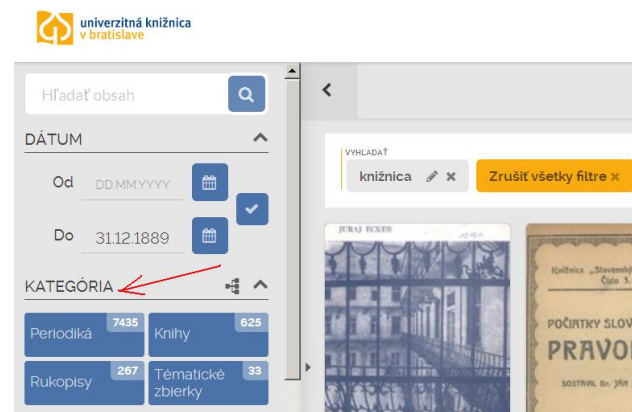 univerzitná knižnica
v bratislave
Hľadať obsah
DÁTUM
Od DD.MM.YYYY
Do 31.12.1889
KATEGÓRIA
Periodiká 7435
Knihy 625
Rukopisy 267
Tématické 33
zbierky
VYHĽADAŤ
knižnica
Zrušiť všetky filtre
JURAJ ECKER
Knižnica „Slovenský
Číslo 3.
POČIATKY SLOV
PRAVO
SOSTAVIL Dr. JÁN